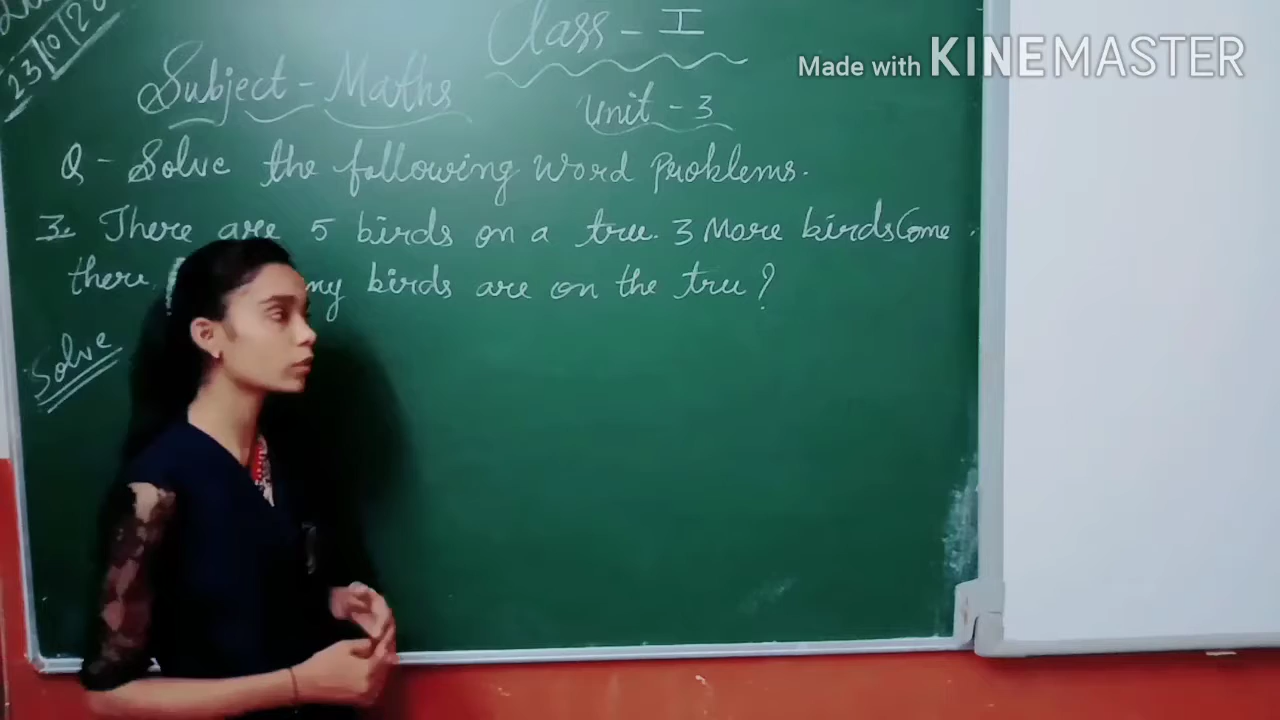 23/10/20
Class - I
Made with KINEMASTER
Subject - Maths
Unit - 3
Q - Solve the following Word Problems.
3. There are 5 birds on a tree. 3 More birds Come
there. my birds are on the tree?
Solve